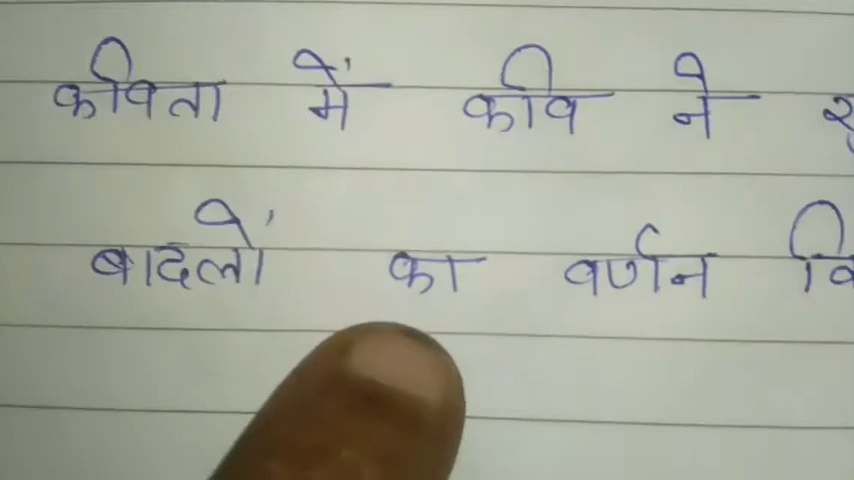 कविता में कवि ने
बादलों का वर्णन